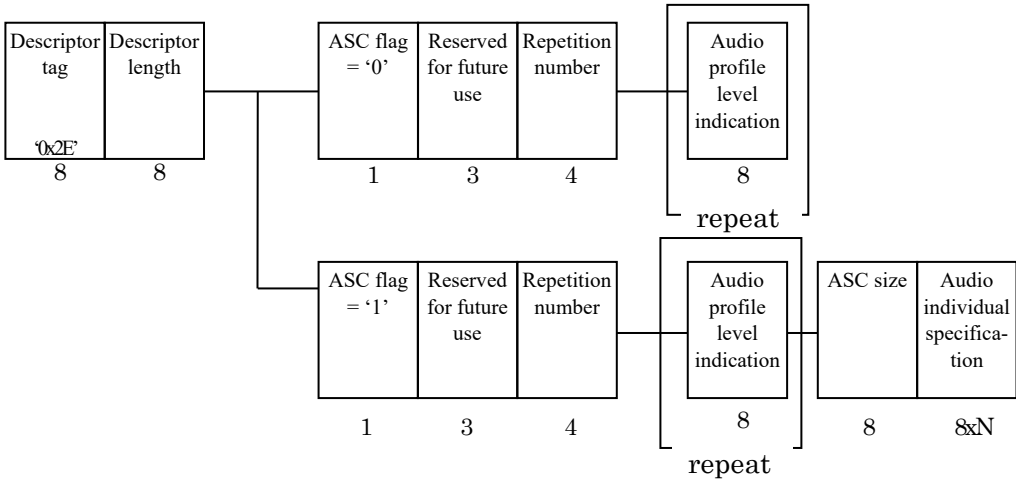 Descriptor
tag
'0x2E'
8
Descriptor
length
8
ASC flag
= ‘0’
1
Reserved
for future
use
3
Repetition
number
4
Audio
profile
level
indication
8
repeat
ASC flag
= ‘1’
1
Reserved
for future
use
3
Repetition
number
4
Audio
profile
level
indication
8
repeat
ASC size
8
Audio
individual
specifica-
tion
8xN